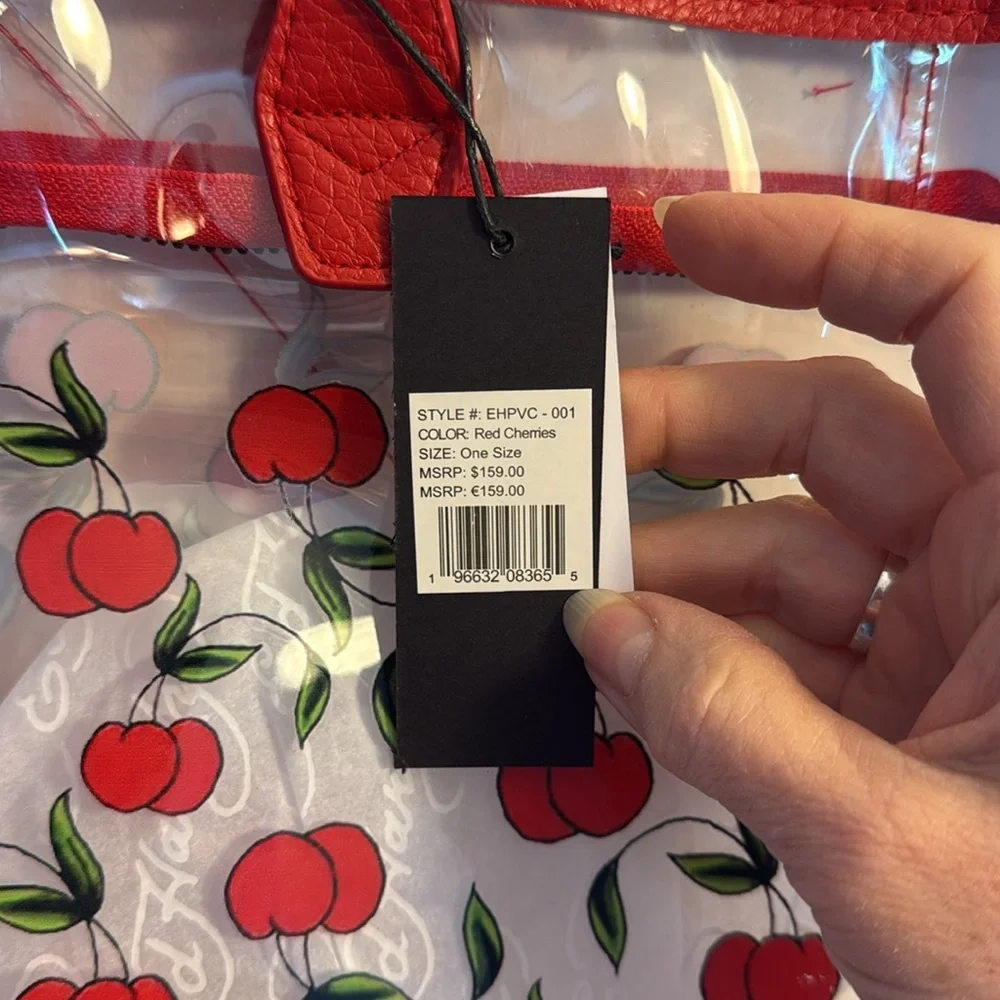 STYLE #: EHPVC - 001
COLOR: Red Cherries
SIZE: One Size
MSRP: $159.00
MSRP: €159.00
1 96632 08365 5